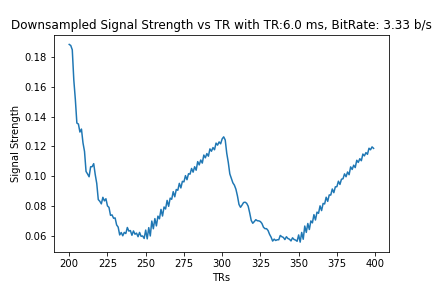 Downsampled Signal Strength vs TR with TR:6.0 ms, BitRate: 3.33 b/s
0.18
0.16
0.14
0.12
0.10
0.08
0.06
Signal Strength
200 225 250 275 300 325 350 375 400
TRs